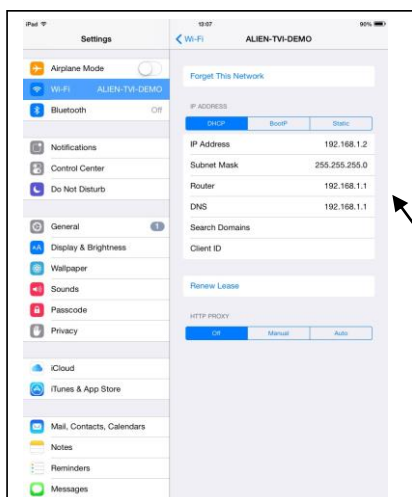 iPad
12:07
90%
Settings
Wi-Fi
ALIEN-TVI-DEMO
Airplane Mode
Wi-Fi ALIEN-TVI-DEMO
Bluetooth Off
Notifications
Control Center
Do Not Disturb
General 1
Display & Brightness
Wallpaper
Sounds
Passcode
Privacy
iCloud
iTunes & App Store
Mail, Contacts, Calendars
Notes
Reminders
Messages
Forget This Network
IP ADDRESS
DHCP BootP Static
IP Address 192.168.1.2
Subnet Mask 255.255.255.0
Router 192.168.1.1
DNS 192.168.1.1
Search Domains
Client ID
Renew Lease
HTTP PROXY
Off Manual Auto